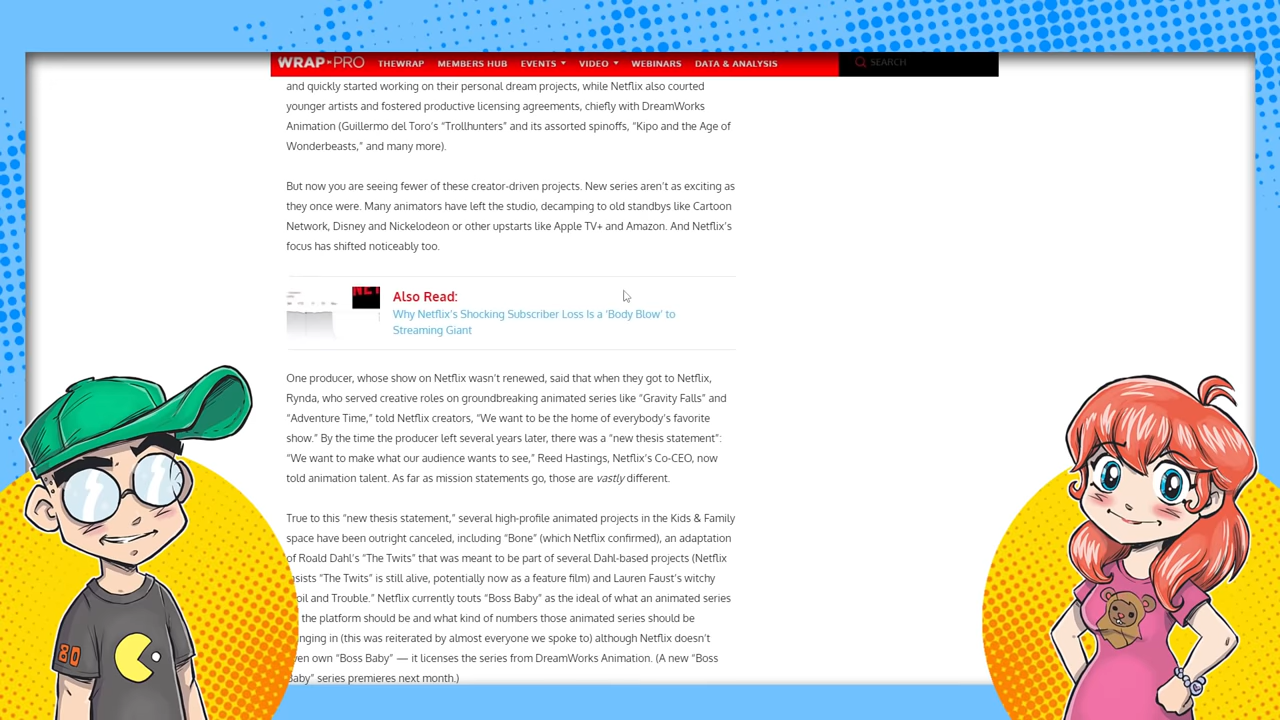 WRAP PRO THEWRAP MEMBERS HUB EVENTS VIDEO WEBINARS DATA & ANALYSIS SEARCH
and quickly started working on their personal dream projects, while Netflix also courted
younger artists and fostered productive licensing agreements, chiefly with DreamWorks
Animation (Guillermo del Toro's “Trollhunters” and its assorted spinoffs, “Kipo and the Age of
Wonderbeasts,” and many more).
But now you are seeing fewer of these creator-driven projects. New series aren't as exciting as
they once were. Many animators have left the studio, decamping to old standbys like Cartoon
Network, Disney and Nickelodeon or other upstarts like Apple TV+ and Amazon. And Netflix's
focus has shifted noticeably too.
Also Read:
Why Netflix's Shocking Subscriber Loss Is a 'Body Blow' to
Streaming Giant
One producer, whose show on Netflix wasn't renewed, said that when they got to Netflix,
Rynda, who served creative roles on groundbreaking animated series like “Gravity Falls” and
“Adventure Time,” told Netflix creators, “We want to be the home of everybody's favorite
show.” By the time the producer left several years later, there was a “new thesis statement”:
“We want to make what our audience wants to see,” Reed Hastings, Netflix's Co-CEO, now
told animation talent. As far as mission statements go, those are vastly different.
True to this “new thesis statement,” several high-profile animated projects in the Kids & Family
space have been outright canceled, including “Bone” (which Netflix confirmed), an adaptation
of Roald Dahl's “The Twits” that was meant to be part of several Dahl-based projects (Netflix
“The Twits” is still alive, potentially now as a feature film) and Lauren Faust's witchy
and Trouble.” Netflix currently touts “Boss Baby” as the ideal of what an animated series
the platform should be and what kind of numbers those animated series should be
in (this was reiterated by almost everyone we spoke to) although Netflix doesn't
own “Boss Baby” — it licenses the series from DreamWorks Animation. (A new “Boss
Baby” series premieres next month.)
80